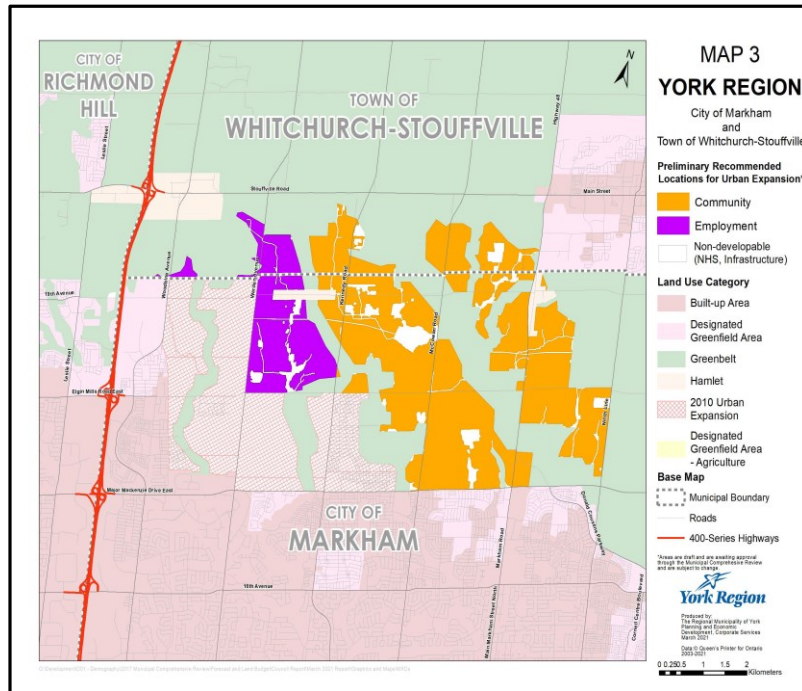 CITY OF
RICHMOND
HILL
TOWN OF
WHITCHURCH-STOUFFVILLE
N
Leslie Street
Highway 48
Stouffville Road
Main Street
Woodbine Avenue
Warden Avenue
Kennedy Road
McCowan Road
19th Avenue
Leslie Street
Elgin Mills Road East
Ninth Line
Major Mackenzie Drive East
CITY OF
MARKHAM
Markham Road
Donald Cousens Parkway
16th Avenue
Main Markham Street North
MAP 3
YORK REGION
City of Markham
and
Town of Whitchurch-Stouffville
Preliminary Recommended
Locations for Urban Expansion*
Community
Employment
Non-developable
(NHS, Infrastructure)
Land Use Category
Built-up Area
Designated
Greenfield Area
Greenbelt
Hamlet
2010 Urban
Expansion
Designated
Greenfield Area
- Agriculture
Base Map
Municipal Boundary
Roads
400-Series Highways
*Areas are draft and are awaiting approval
through the Municipal Comprehensive Review
and are subject to change
York Region
Produced by:
The Regional Municipality of York
Planning and Economic
Development, Corporate Services
March 2021
Data © Queen's Printer for Ontario
2003-2021
0 0.25 0.5 1 1.5 2
Kilometers